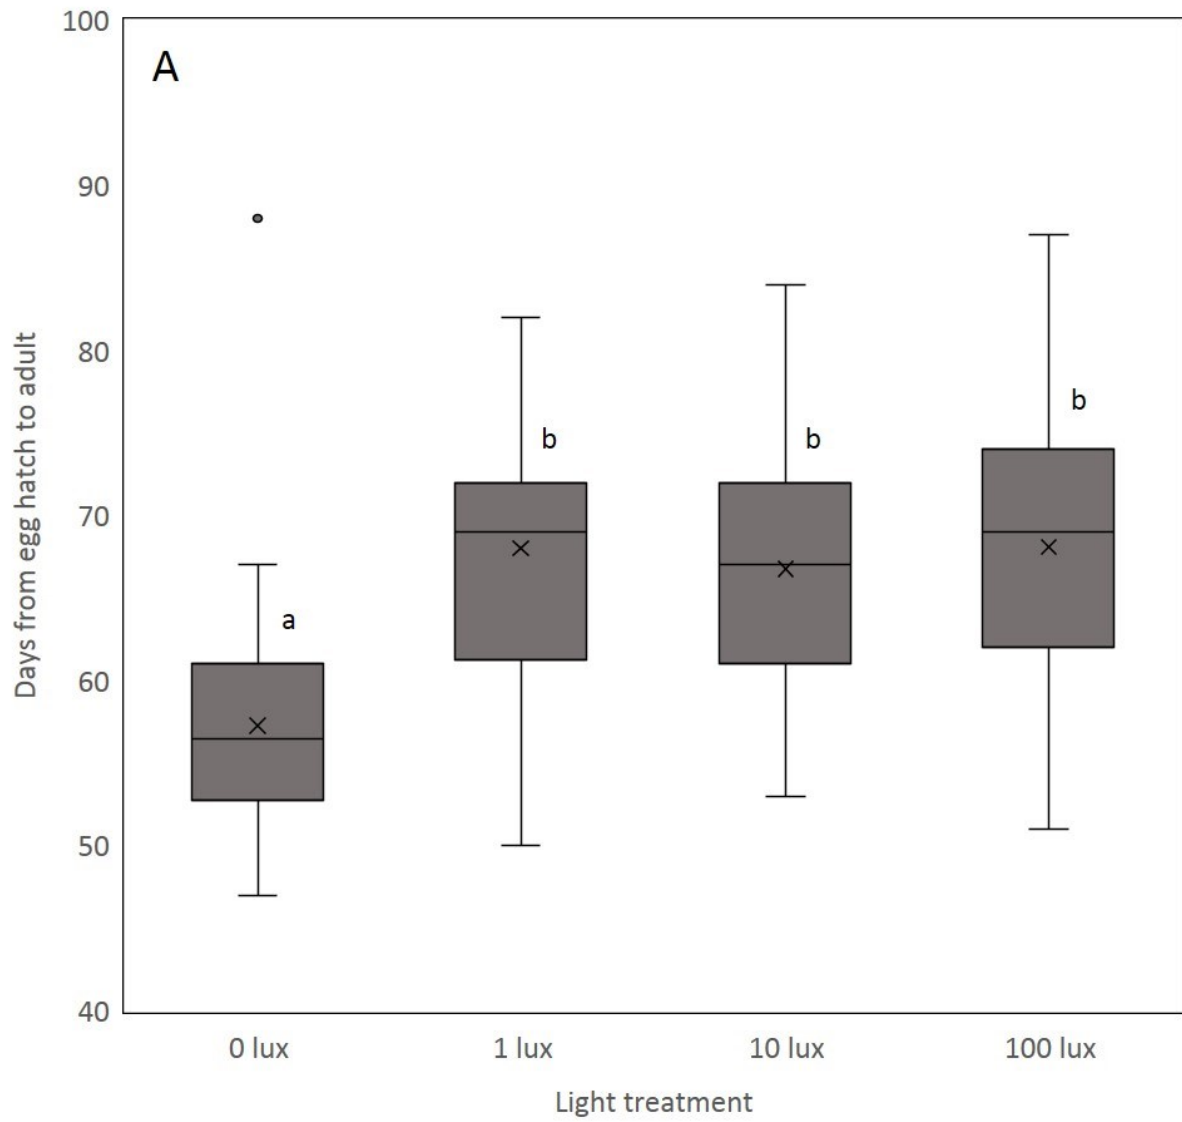 A
100
90
80
70
60
50
40
Days from egg hatch to adult
a
b
b
b
0 lux 1 lux 10 lux 100 lux
Light treatment